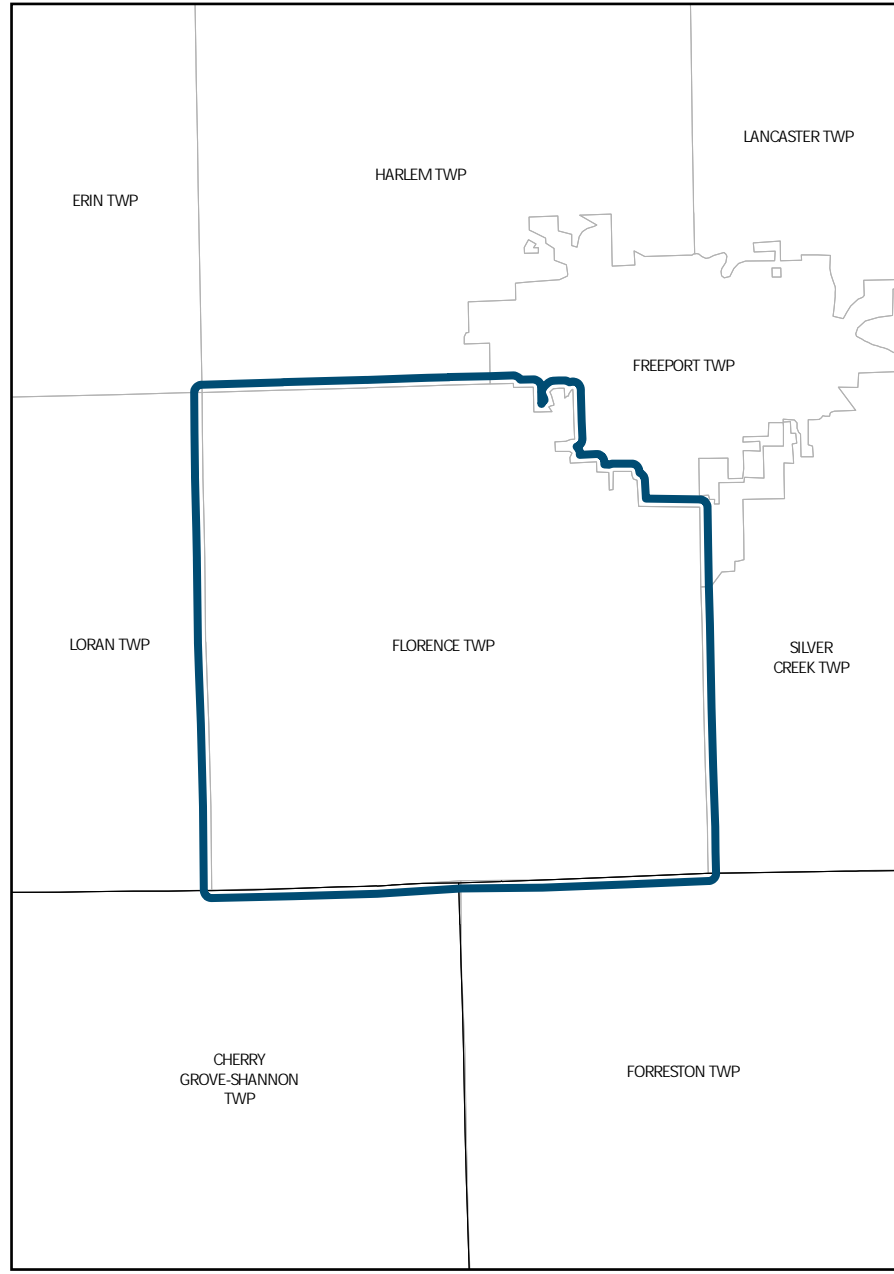 LANCASTER TWP
HARLEM TWP
ERIN TWP
FREEPORT TWP
LORAN TWP
FLORENCE TWP
SILVER
CREEK TWP
CHERRY
GROVE-SHANNON
TWP
FORRESTON TWP